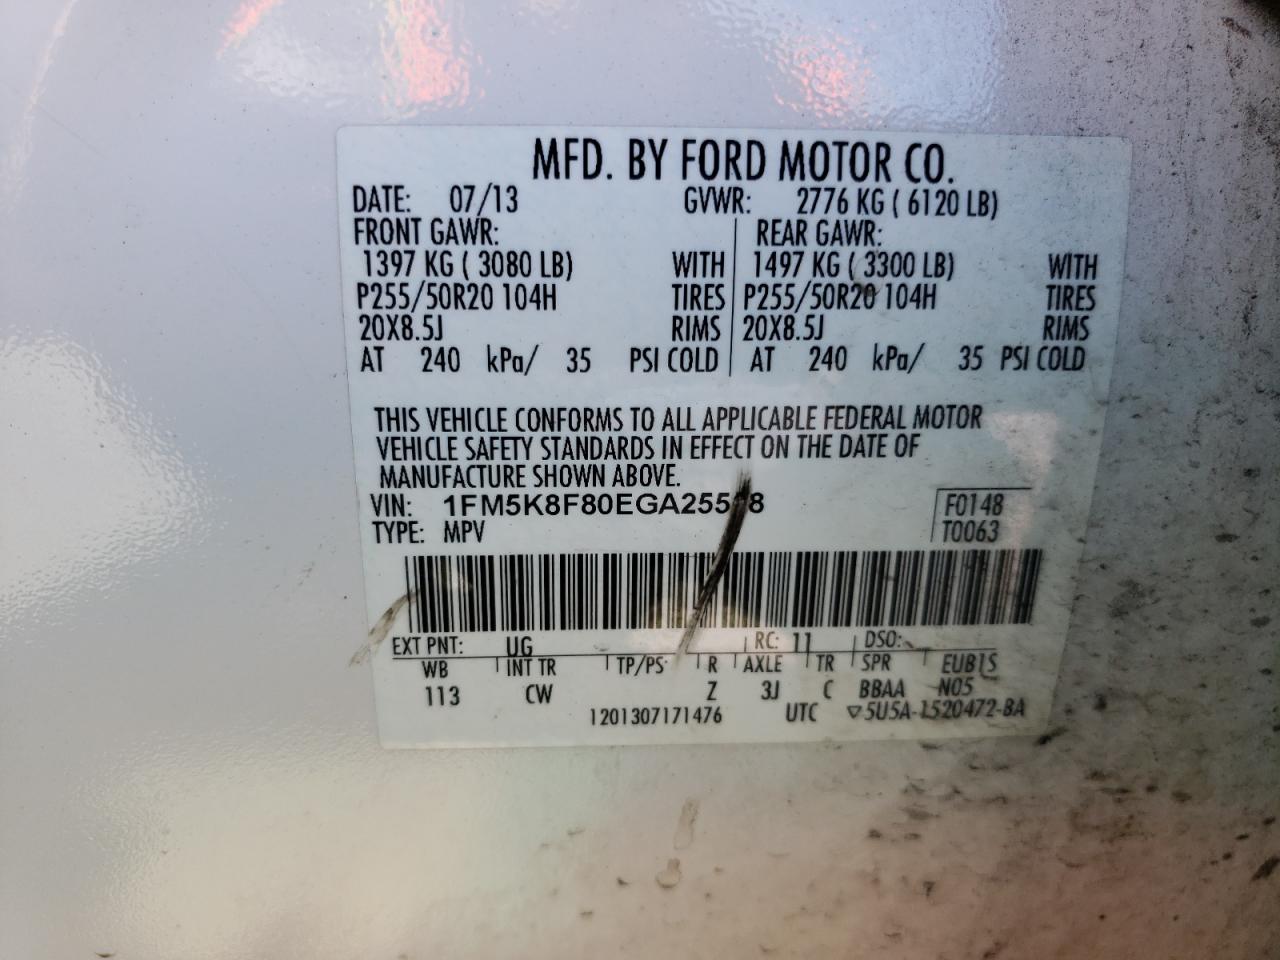 MFD. BY FORD MOTOR CO.
DATE: 07/13 GVWR: 2776 KG ( 6120 LB)
FRONT GAWR: REAR GAWR:
1397 KG ( 3080 LB) WITH 1497 KG ( 3300 LB) WITH
P255/50R20 104H TIRES P255/50R20 104H TIRES
20X8.5J RIMS 20X8.5J RIMS
AT 240 kPa/ 35 PSI COLD AT 240 kPa/ 35 PSI COLD
THIS VEHICLE CONFORMS TO ALL APPLICABLE FEDERAL MOTOR
VEHICLE SAFETY STANDARDS IN EFFECT ON THE DATE OF
MANUFACTURE SHOWN ABOVE.
VIN: F0148
TYPE: MPV T0063
EXT PNT: UG RC: 11 DSO:
WB INT TR TP/PS R AXLE TR SPR EUB1S
113 CW Z 3J C BBAA N05
1201307171476 UTC ▽5U5A-1520472-BA